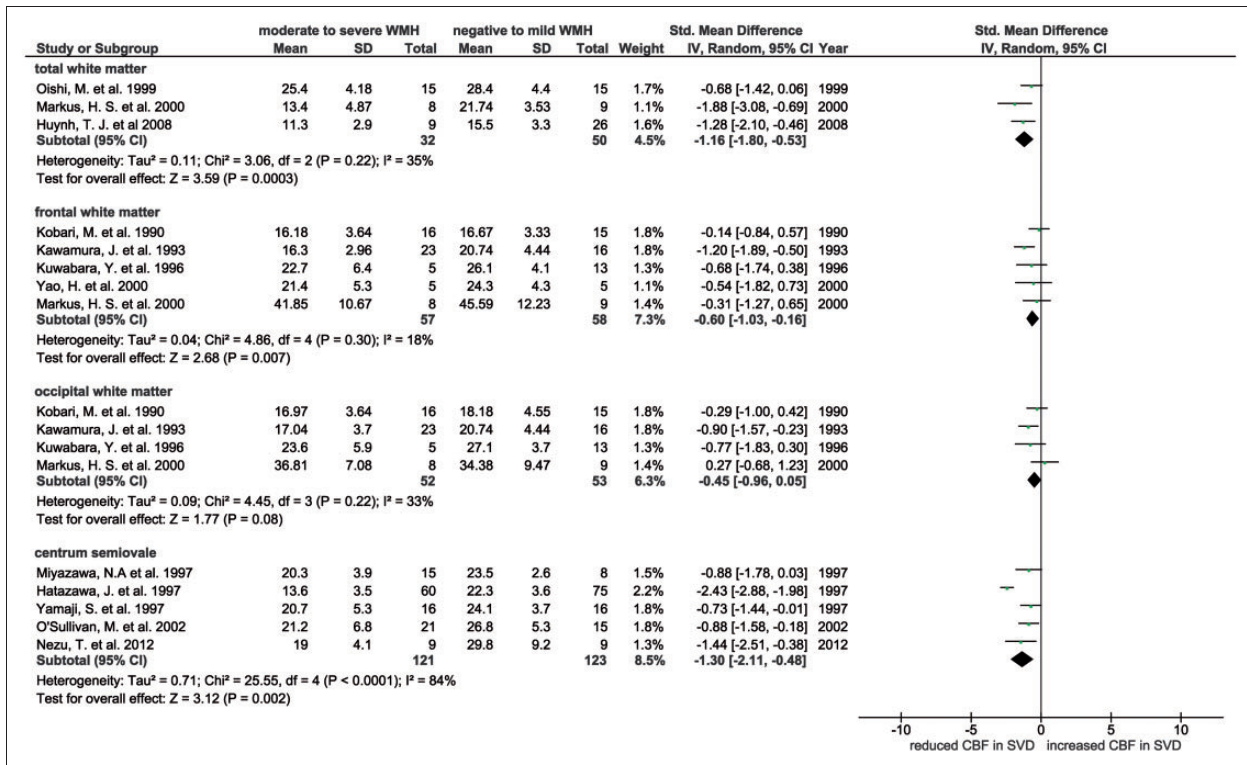 moderate to severe WMH negative to mild WMH Std. Mean Difference Std. Mean Difference
Study or Subgroup Mean SD Total Mean SD Total Weight IV, Random, 95% CI Year IV, Random, 95% CI
total white matter
Oishi, M. et al. 1999 25.4 4.18 15 28.4 4.4 15 1.7% -0.68 [-1.42, 0.06] 1999
Markus, H. S. et al. 2000 13.4 4.87 8 21.74 3.53 9 1.1% -1.88 [-3.08, -0.69] 2000
Huynh, T. J. et al 2008 11.3 2.9 9 15.5 3.3 26 1.6% -1.28 [-2.10, -0.46] 2008
Subtotal (95% CI) 32 50 4.5% -1.16 [-1.80, -0.53]
Heterogeneity: Tau² = 0.11; Chi² = 3.06, df = 2 (P = 0.22); I² = 35%
Test for overall effect: Z = 3.59 (P = 0.0003)
frontal white matter
Kobari, M. et al. 1990 16.18 3.64 16 16.67 3.33 15 1.8% -0.14 [-0.84, 0.57] 1990
Kawamura, J. et al. 1993 16.3 2.96 23 20.74 4.44 16 1.8% -1.20 [-1.89, -0.50] 1993
Kuwabara, Y. et al. 1996 22.7 6.4 5 26.1 4.1 13 1.3% -0.68 [-1.74, 0.38] 1996
Yao, H. et al. 2000 21.4 5.3 5 24.3 4.3 5 1.1% -0.54 [-1.82, 0.73] 2000
Markus, H. S. et al. 2000 41.85 10.67 8 45.59 12.23 9 1.4% -0.31 [-1.27, 0.65] 2000
Subtotal (95% CI) 57 58 7.3% -0.60 [-1.03, -0.16]
Heterogeneity: Tau² = 0.04; Chi² = 4.86, df = 4 (P = 0.30); I² = 18%
Test for overall effect: Z = 2.68 (P = 0.007)
occipital white matter
Kobari, M. et al. 1990 16.97 3.64 16 18.18 4.55 15 1.8% -0.29 [-1.00, 0.42] 1990
Kawamura, J. et al. 1993 17.04 3.7 23 20.74 4.44 16 1.8% -0.90 [-1.57, -0.23] 1993
Kuwabara, Y. et al. 1996 23.6 5.9 5 27.1 3.7 13 1.3% -0.77 [-1.83, 0.30] 1996
Markus, H. S. et al. 2000 36.81 7.08 8 34.38 9.47 9 1.4% 0.27 [-0.68, 1.23] 2000
Subtotal (95% CI) 52 53 6.3% -0.45 [-0.96, 0.05]
Heterogeneity: Tau² = 0.09; Chi² = 4.45, df = 3 (P = 0.22); I² = 33%
Test for overall effect: Z = 1.77 (P = 0.08)
centrum semiovale
Miyazawa, N.A et al. 1997 20.3 3.9 15 23.5 2.6 8 1.5% -0.88 [-1.78, 0.03] 1997
Hatazawa, J. et al. 1997 13.6 3.5 60 22.3 3.6 75 2.2% -2.43 [-2.88, -1.98] 1997
Yamaji, S. et al. 1997 20.7 5.3 16 24.1 3.7 16 1.8% -0.73 [-1.44, -0.01] 1997
O'Sullivan, M. et al. 2002 21.2 6.8 21 26.8 5.3 15 1.8% -0.88 [-1.58, -0.18] 2002
Nezu, T. et al. 2012 19 4.1 9 29.8 9.2 9 1.3% -1.44 [-2.51, -0.38] 2012
Subtotal (95% CI) 121 123 8.5% -1.30 [-2.11, -0.48]
Heterogeneity: Tau² = 0.71; Chi² = 25.55, df = 4 (P < 0.0001); I² = 84%
Test for overall effect: Z = 3.12 (P = 0.002)
-10 -5 0 5 10
reduced CBF in SVD increased CBF in SVD